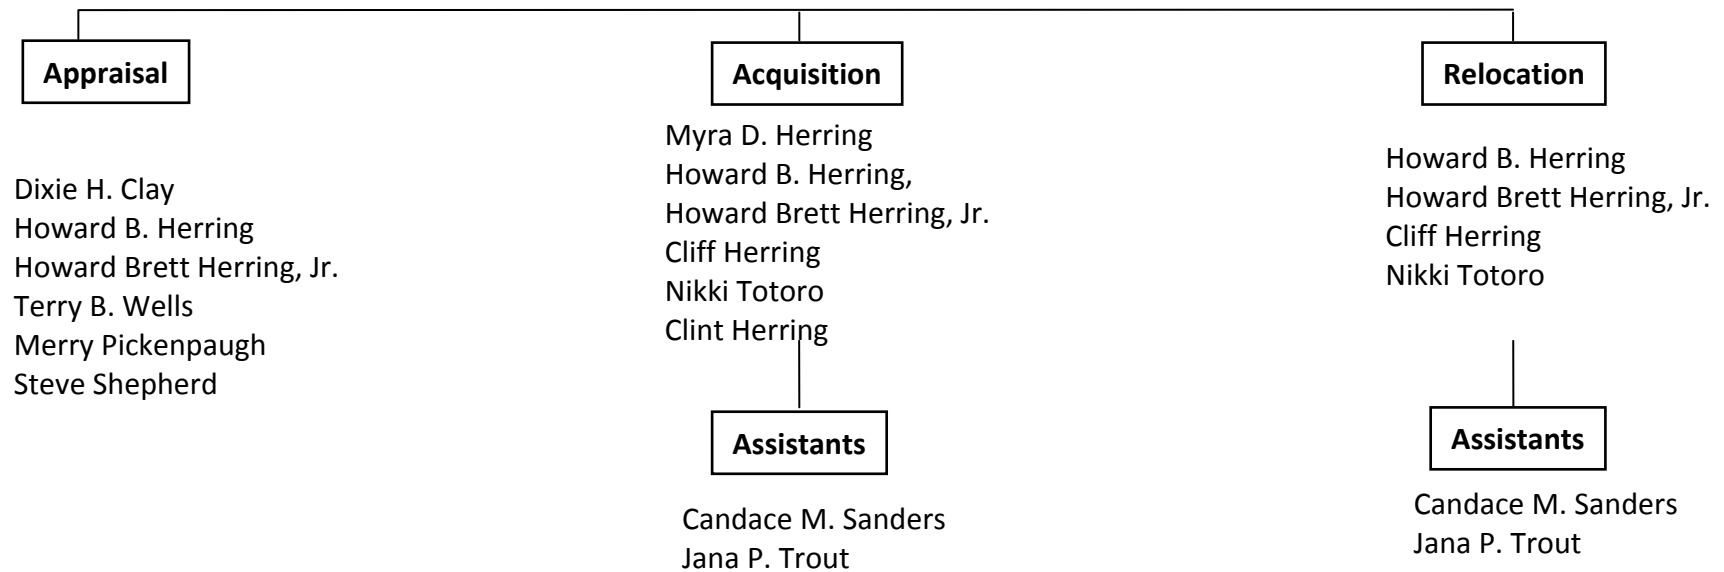 Appraisal
Dixie H. Clay
Howard B. Herring
Howard Brett Herring, Jr.
Terry B. Wells
Merry Pickenpaugh
Steve Shepherd
Acquisition
Myra D. Herring
Howard B. Herring,
Howard Brett Herring, Jr.
Cliff Herring
Nikki Totoro
Clint Herring
Assistants
Candace M. Sanders
Jana P. Trout
Relocation
Howard B. Herring
Howard Brett Herring, Jr.
Cliff Herring
Nikki Totoro
Assistants
Candace M. Sanders
Jana P. Trout